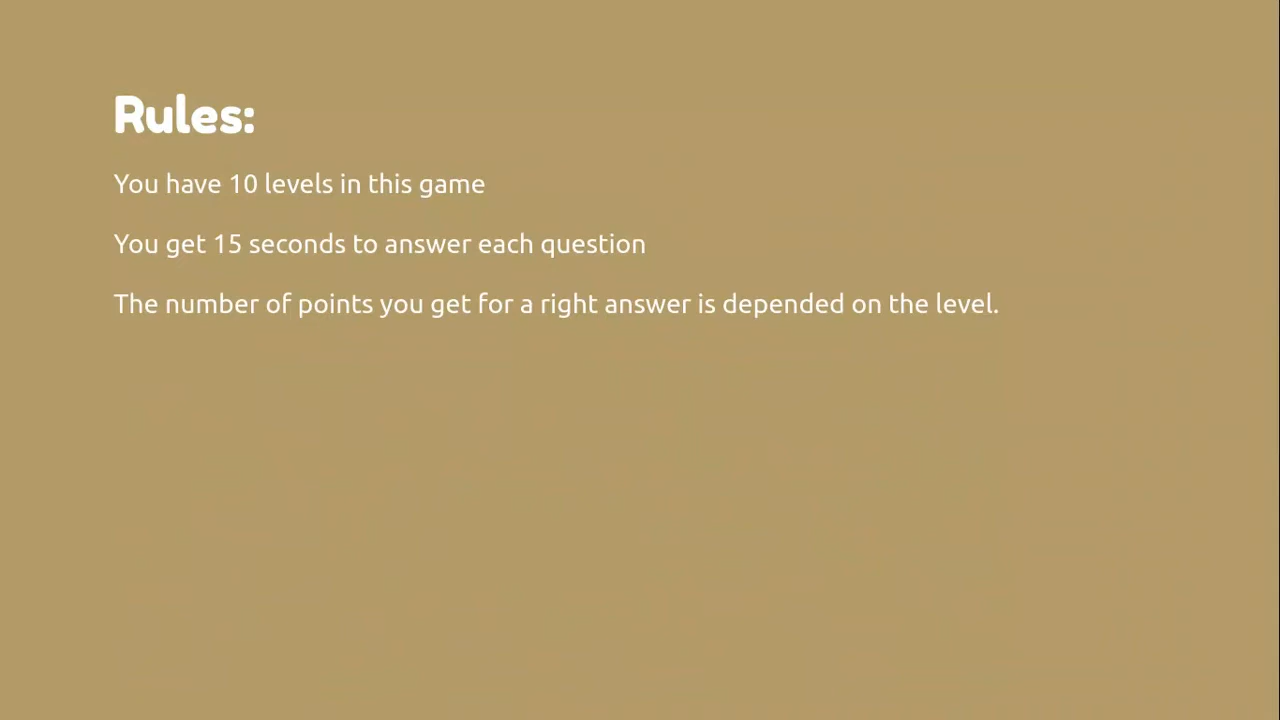 Rules:
You have 10 levels in this game
You get 15 seconds to answer each question
The number of points you get for a right answer is depended on the level.